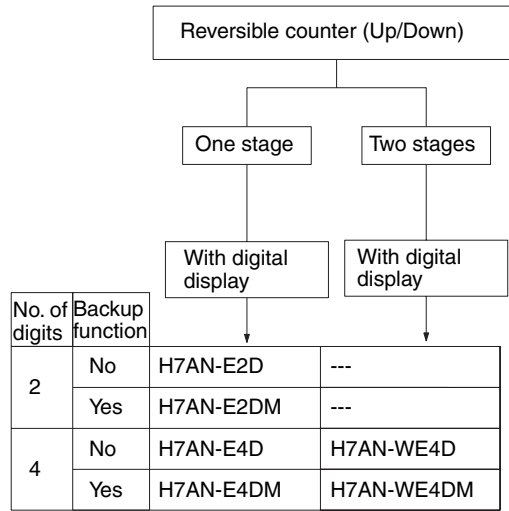 Reversible counter (Up/Down)
One stage
Two stages
With digital
display
With digital
display
No. of
digits
Backup
function
2
No
H7AN-E2D
---
Yes
H7AN-E2DM
---
4
No
H7AN-E4D
H7AN-WE4D
Yes
H7AN-E4DM
H7AN-WE4DM